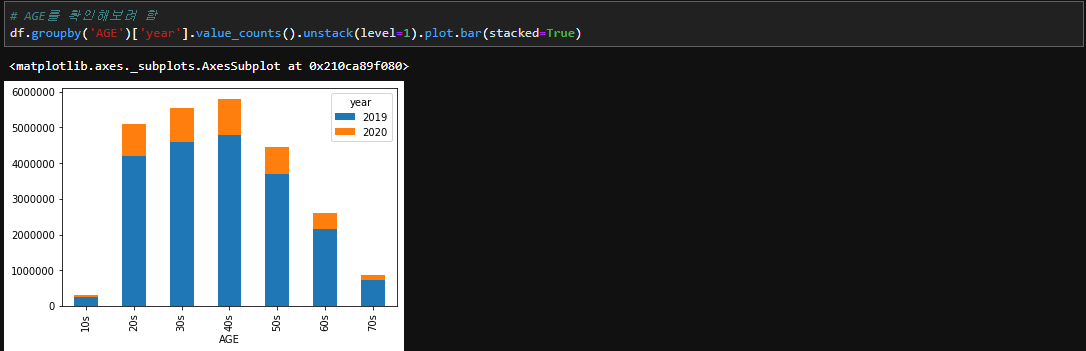 # AGE를 확인해보려 함
df.groupby('AGE')['year'].value_counts().unstack(level=1).plot.bar(stacked=True)
<matplotlib.axes._subplots.AxesSubplot at 0x210ca89f080>
year
2019
2020
6000000
5000000
4000000
3000000
2000000
1000000
0
10s 20s 30s 40s 50s 60s 70s
AGE